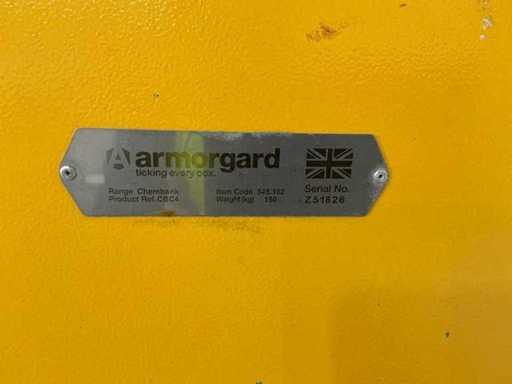 armorgard
ticking every box.
Range Chembank
Product Ref. CBC4
Item Code 545.102
Weight (kg) 150
Serial No.
Z51826